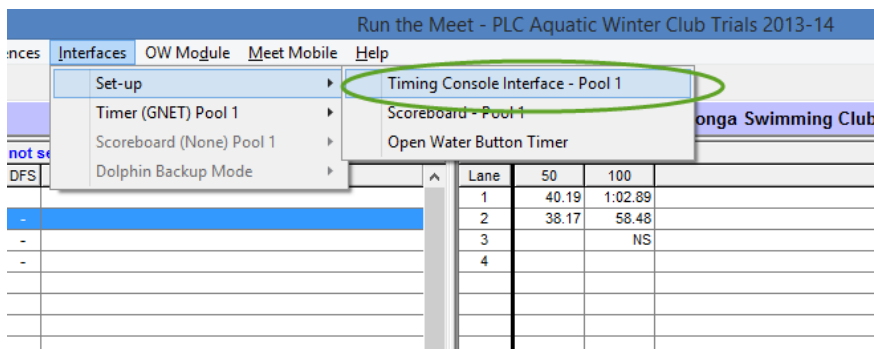 Run the Meet - PLC Aquatic Winter Club Trials 2013-14
ences Interfaces OW Module Meet Mobile Help
Set-up Timing Console Interface - Pool 1
Timer (GNET) Pool 1 Scoreboard - Pool 1 onga Swimming Club
Scoreboard (None) Pool 1 Open Water Button Timer
not se
Dolphin Backup Mode
DFS Lane 50 100
1 40.19 1:02.89
- 2 38.17 58.48
- 3 NS
- 4